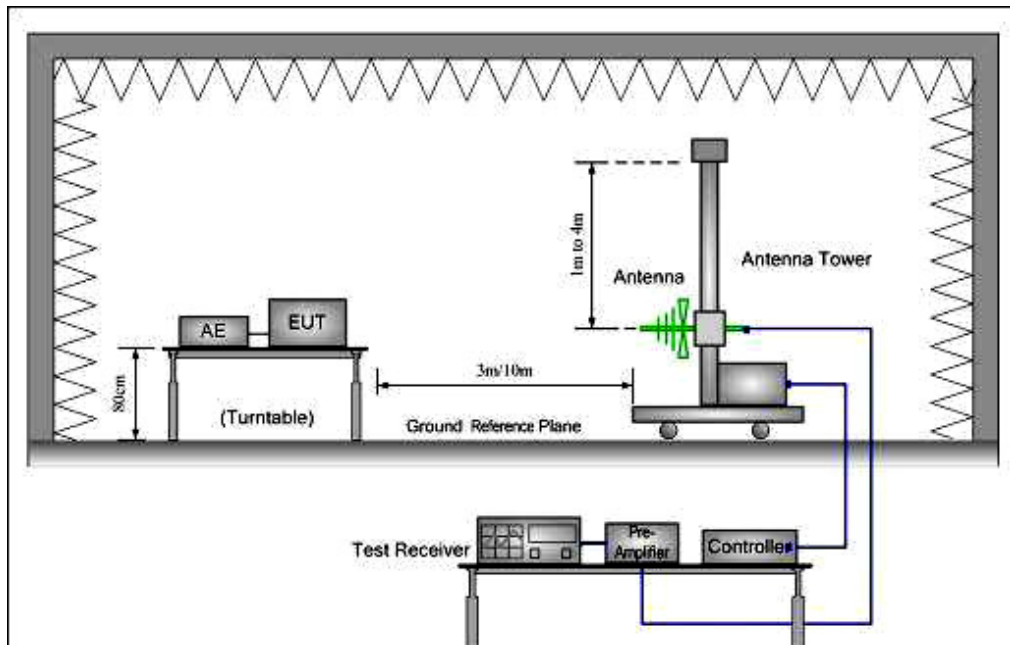 1m to 4m
Antenna
Antenna Tower
AE
EUT
80cm
3m/10m
(Turntable)
Ground Reference Plane
Test Receiver
Pre-
Amplifier
Controller